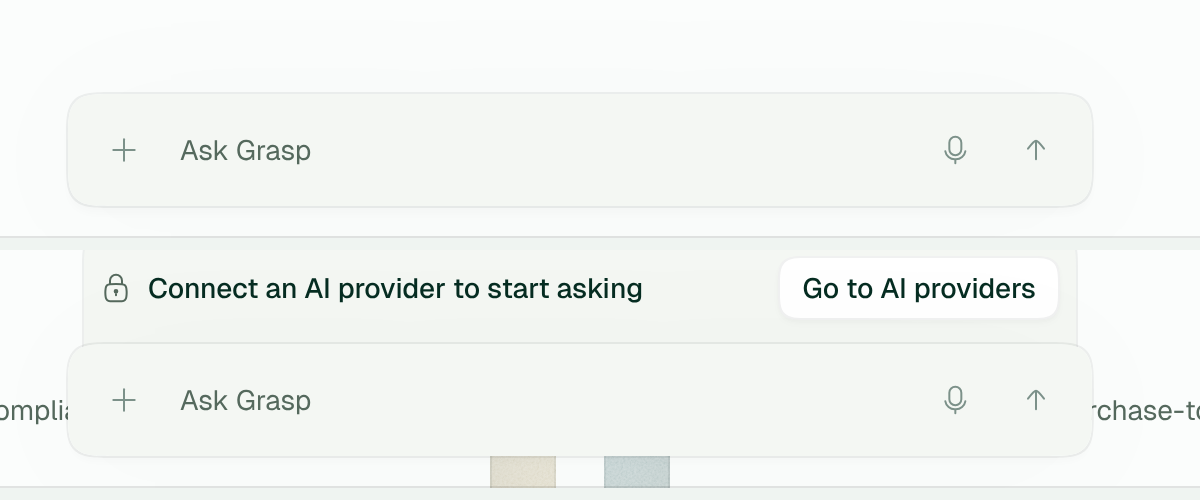 Ask Grasp
Connect an AI provider to start asking
Go to AI providers
Ask Grasp